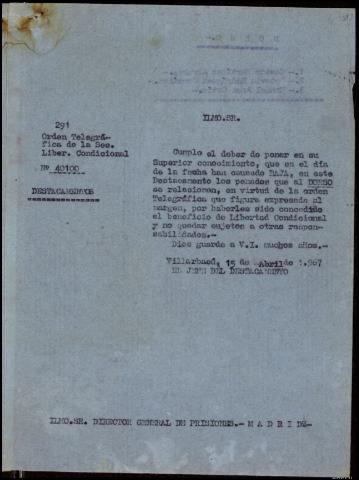 291
Orden Telegrá-
fica de la Sec.
Liber. Condicional
Nº 40100
DESTACAMENTOS
ILMO.SR.
Cumplo el deber de poner en su
Superior conocimiento, que en el día
de la fecha han causado BAJA, en este
Destacamento los penados que al DORSO
se relacionan, en virtud de la orden
Telegráfica que figura expresada al
margen, por haberles sido concedido
el beneficio de Libertad Condicional
y no quedar sujetos a otras respon-
sabilidades.-
Dios guarde a V.I. muchos años.-
Villarbacú, 15 de Abril de 1.967
EL JEFE DEL DESTACAMENTO
ILMO.SR. DIRECTOR GENERAL DE PRISIONES.- M A D R I D.-